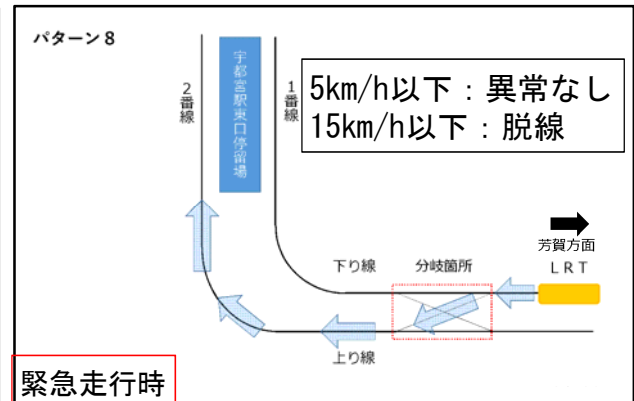 パターン8
5km/h以下：異常なし
15km/h以下：脱線
2番線
宇都宮駅東口停留場
1番線
芳賀方面
下り線
分岐箇所
LRT
上り線
緊急走行時